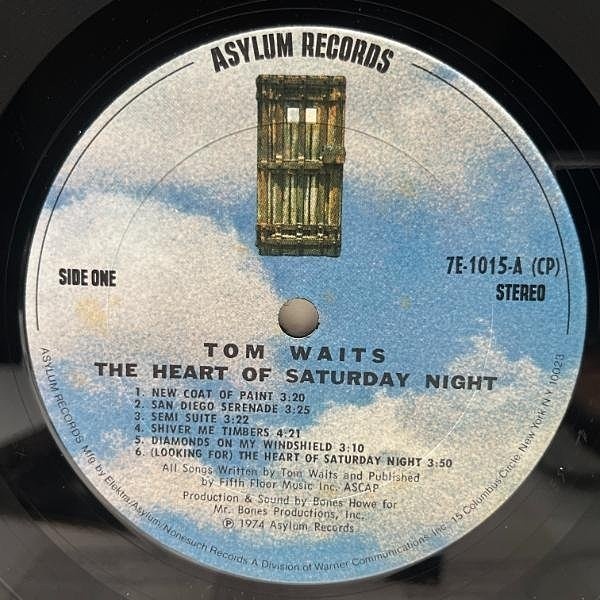 ASYLUM RECORDS
SIDE ONE
7E-1015-A (CP)
STEREO
TOM WAITS
THE HEART OF SATURDAY NIGHT
1. NEW COAT OF PAINT 3:20
2. SAN DIEGO SERENADE 3:25
3. SEMI SUITE 3:22
4. SHIVER ME TIMBERS 4:21
5. DIAMONDS ON MY WINDSHIELD 3:10
6. (LOOKING FOR) THE HEART OF SATURDAY NIGHT 3:50
All Songs Written by Tom Waits and Published
by Fifth Floor Music Inc. ASCAP
Production & Sound by Bones Howe for
Mr. Bones Productions, Inc.
℗ 1974 Asylum Records
ASYLUM RECORDS Mfg by Elektra/Asylum/Nonesuch Records A Division of Warner Communications, Inc. 15 Columbus Circle, New York N Y 10023